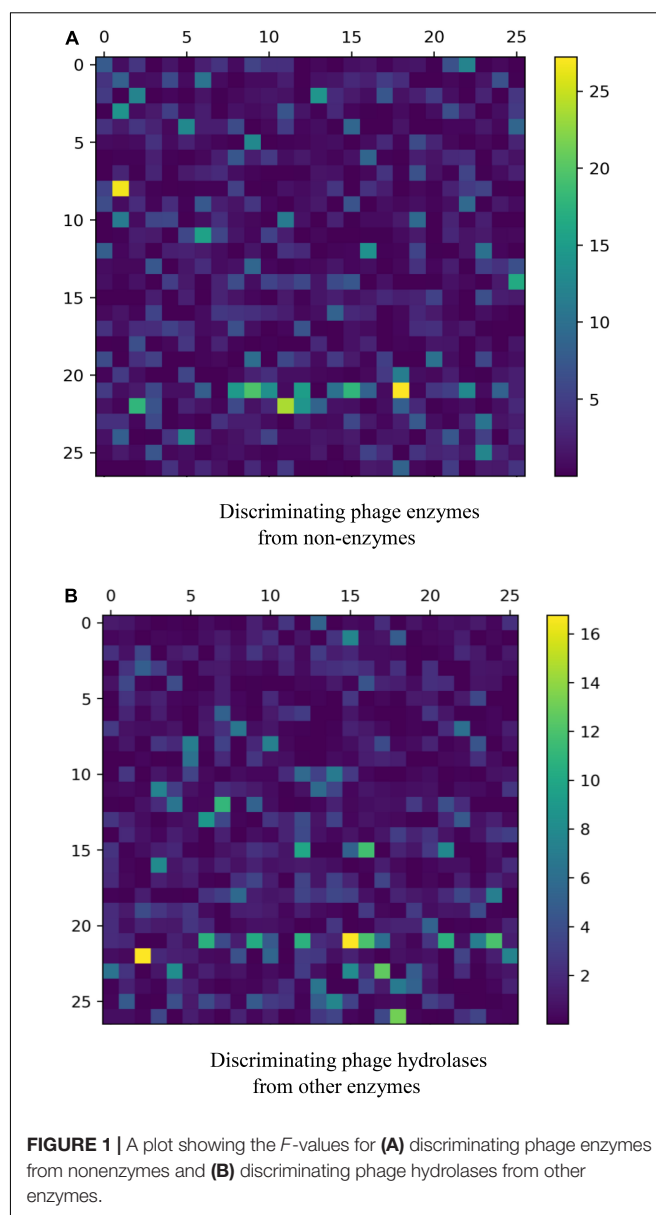 A
0 5 10 15 20 25
0
5
10
15
20
25
25
20
15
10
5
Discriminating phage enzymes
from non-enzymes
B
0 5 10 15 20 25
0
5
10
15
20
25
16
14
12
10
8
6
4
2
Discriminating phage hydrolases
from other enzymes
FIGURE 1 | A plot showing the F-values for (A) discriminating phage enzymes
from nonenzymes and (B) discriminating phage hydrolases from other
enzymes.